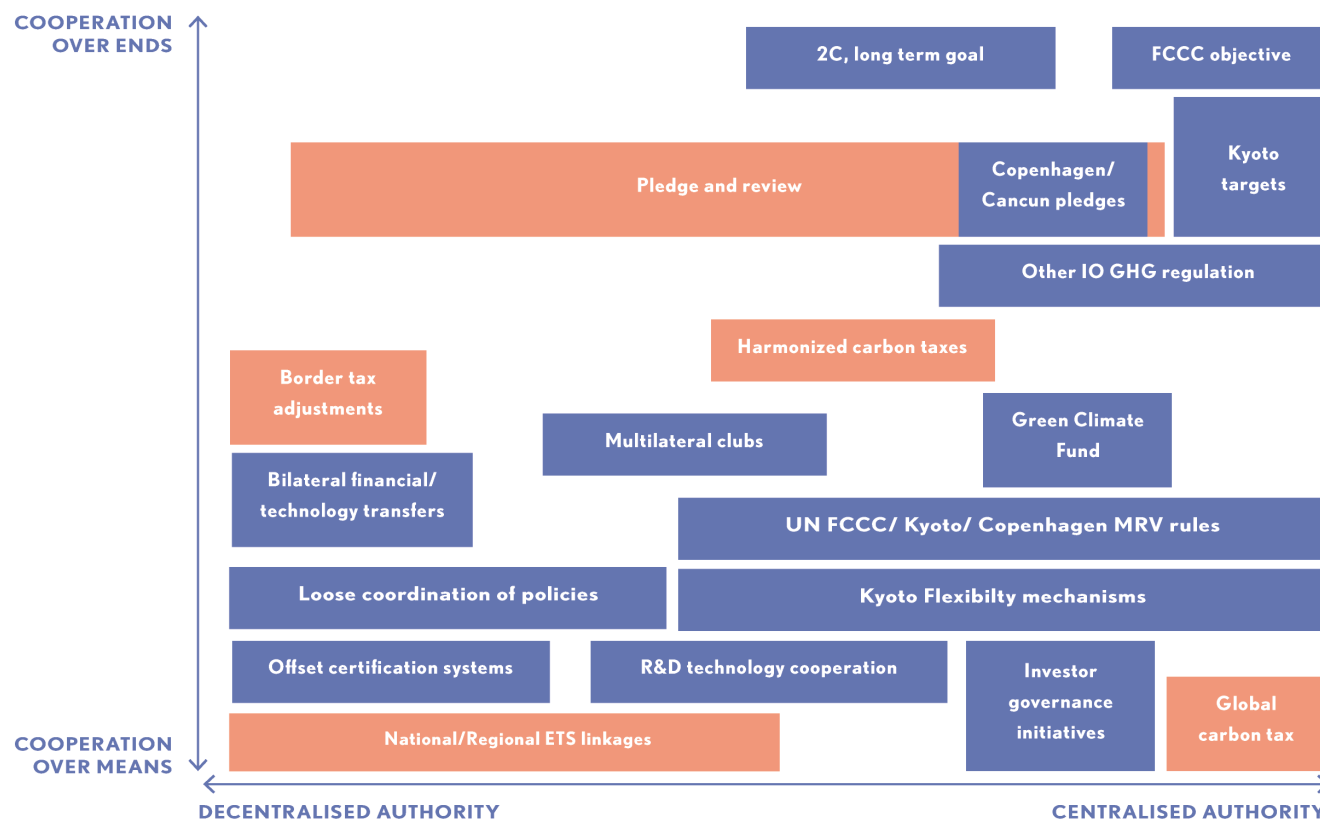 COOPERATION
OVER ENDS
2C, long term goal
FCCC objective
Kyoto
targets
Pledge and review
Copenhagen/
Cancun pledges
Other IO GHG regulation
Harmonized carbon taxes
Border tax
adjustments
Green Climate
Fund
Multilateral clubs
Bilateral financial/
technology transfers
UN FCCC/ Kyoto/ Copenhagen MRV rules
Loose coordination of policies
Kyoto Flexibilty mechanisms
Offset certification systems
R&D technology cooperation
Investor
governance
initiatives
Global
carbon tax
National/Regional ETS linkages
COOPERATION
OVER MEANS
DECENTRALISED AUTHORITY
CENTRALISED AUTHORITY